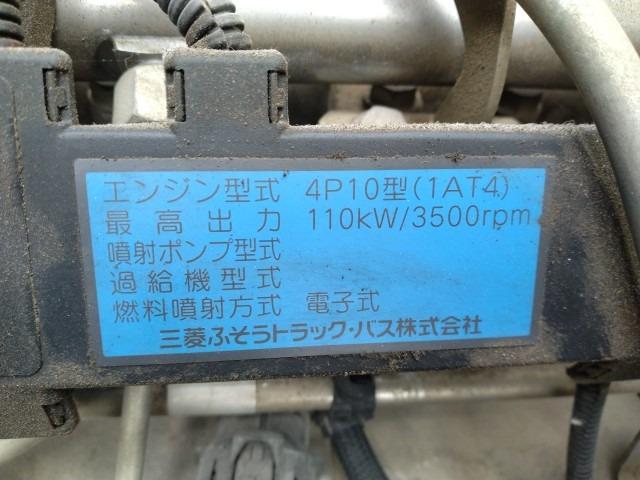 エンジン型式 4P10型(1AT4)
最高出力 110kW/3500rpm
噴射ポンプ型式
過給機型式
燃料噴射方式 電子式
三菱ふそうトラック・バス株式会社